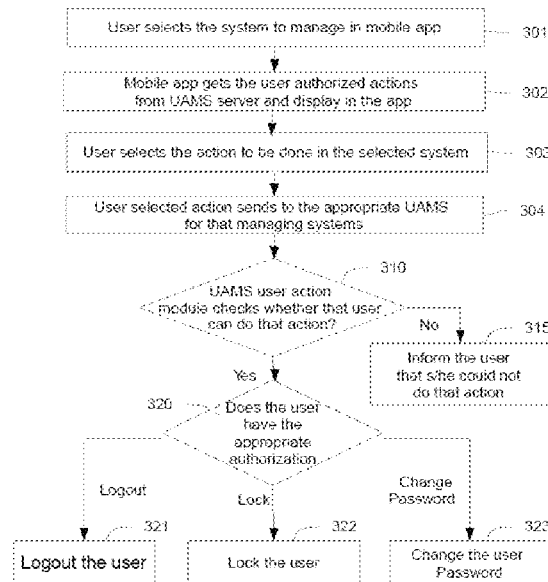 User selects the system to manage in mobile app
301
Mobile app gets the user authorized actions
from UAMS server and display in the app
302
User selects the action to be done in the selected system
303
User selected action sends to the appropriate UAMS
for that managing systems
304
310
UAMS user action
module checks whether that user
can do that action?
No
315
Inform the user
that s/he could not
do that action
Yes
320
Does the user
have the
appropriate
authorization
Logout
Lock
Change
Password
321
Logout the user
322
Lock the user
323
Change the user
Password